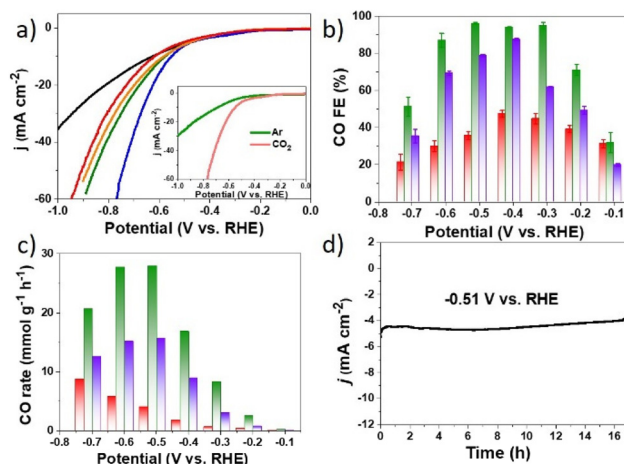 a)
0
-20
-40
-60
j (mA cm-2)
-1.0
-0.8
-0.6
-0.4
-0.2
0.0
Potential (V vs. RHE)
0
-20
-40
-60
j (mA cm-2)
Ar
CO2
-1.0 -0.8 -0.6 -0.4 -0.2 0.0
Potential (V vs. RHE)
b)
100
80
60
40
20
0
CO FE (%)
-0.8 -0.7 -0.6 -0.5 -0.4 -0.3 -0.2 -0.1
Potential (V vs. RHE)
c)
30
20
10
0
CO rate (mmol g-1 h-1)
-0.8 -0.7 -0.6 -0.5 -0.4 -0.3 -0.2 -0.1
Potential (V vs. RHE)
d)
4
2
0
-2
-4
-6
-8
-10
-12
j (mA cm-2)
-0.51 V vs. RHE
0 2 4 6 8 10 12 14 16
Time (h)